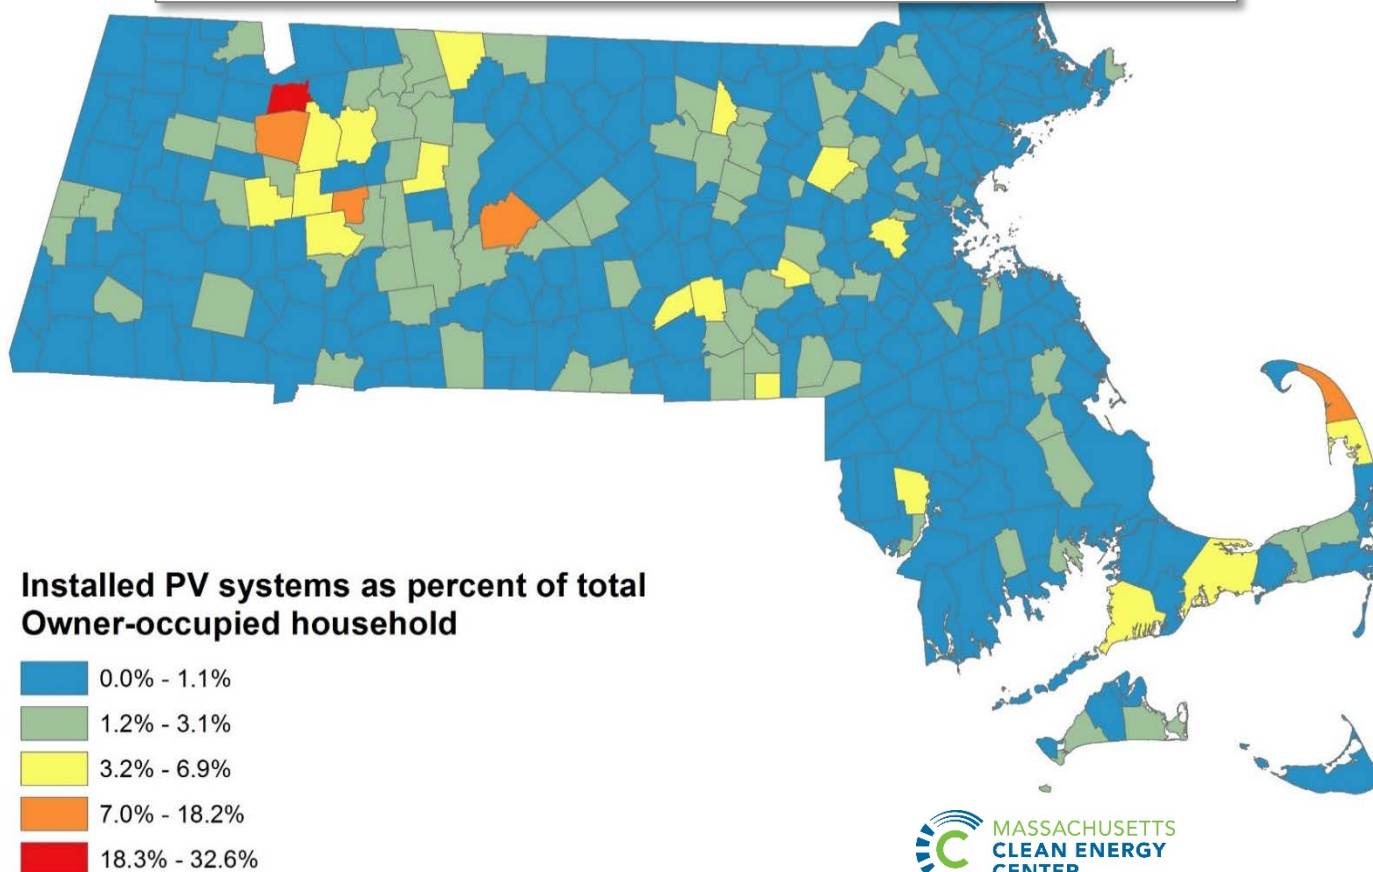 Installed PV systems as percent of total
Owner-occupied household
0.0% - 1.1%
1.2% - 3.1%
3.2% - 6.9%
7.0% - 18.2%
18.3% - 32.6%
MASSACHUSETTS
CLEAN ENERGY
CENTER